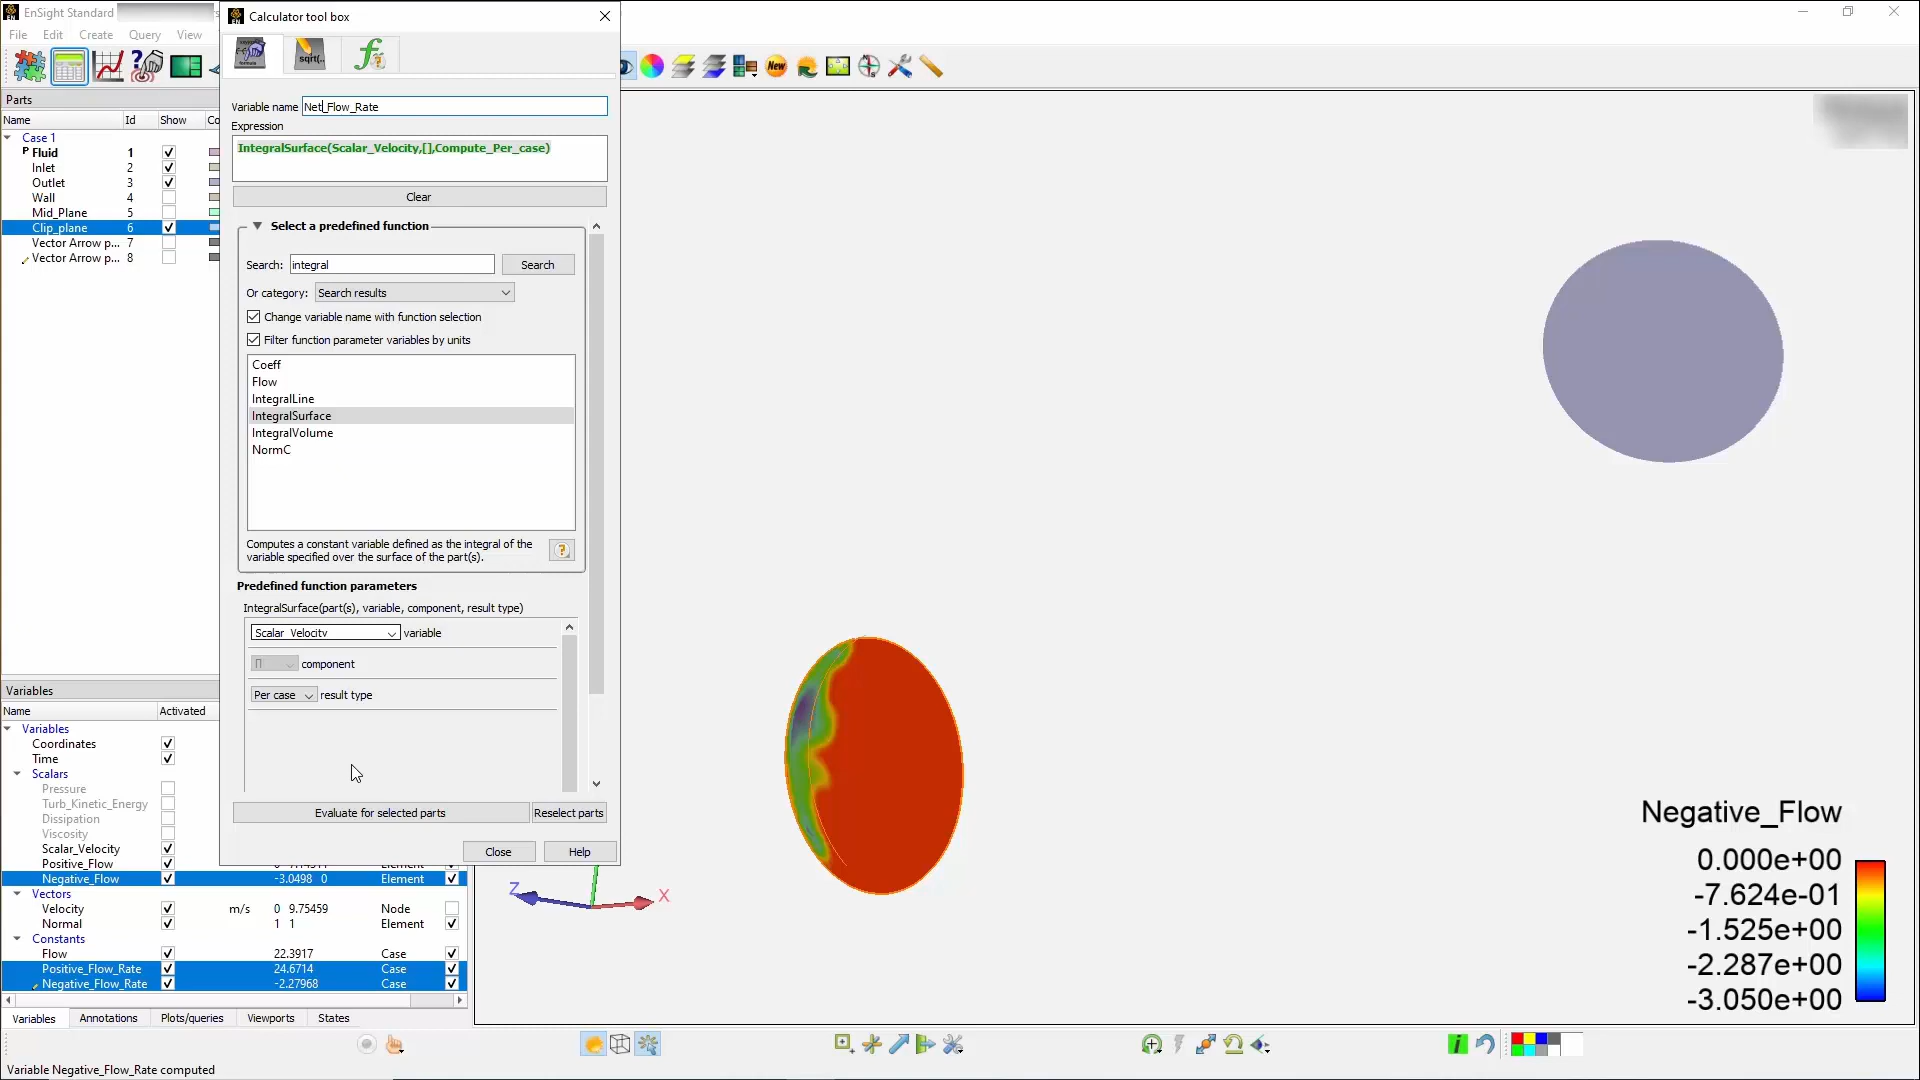 EnSight Standard
File Edit Create Query View
Parts
Name Id Show Co
Case 1
P Fluid 1
Inlet 2
Outlet 3
Wall 4
Mid_Plane 5
Clip_plane 6
Vector Arrow p... 7
Vector Arrow p... 8
Calculator tool box
sqrt(..
New
Variable name Net_Flow_Rate
Expression
IntegralSurface(Scalar_Velocity,[],Compute_Per_case)
Clear
Select a predefined function
Search: integral Search
Or category: Search results
Change variable name with function selection
Filter function parameter variables by units
Coeff
Flow
IntegralLine
IntegralSurface
IntegralVolume
NormC
Computes a constant variable defined as the integral of the
variable specified over the surface of the part(s).
Predefined function parameters
IntegralSurface(part(s), variable, component, result type)
Scalar_Velocity variable
[] component
Per case result type
Evaluate for selected parts Reselect parts
Close Help
Variables
Name Activated
Variables
Coordinates
Time
Scalars
Pressure
Turb_Kinetic_Energy
Dissipation
Viscosity
Scalar_Velocity
Positive_Flow
Negative_Flow -3.0498 0 Element
Vectors
Velocity m/s 0 9.75459 Node
Normal 1 1 Element
Constants
Flow 22.3917 Case
Positive_Flow_Rate 24.6714 Case
Negative_Flow_Rate -2.27968 Case
Variables Annotations Plots/queries Viewports States
Variable Negative_Flow_Rate computed
Z X
Negative_Flow
0.000e+00
-7.624e-01
-1.525e+00
-2.287e+00
-3.050e+00